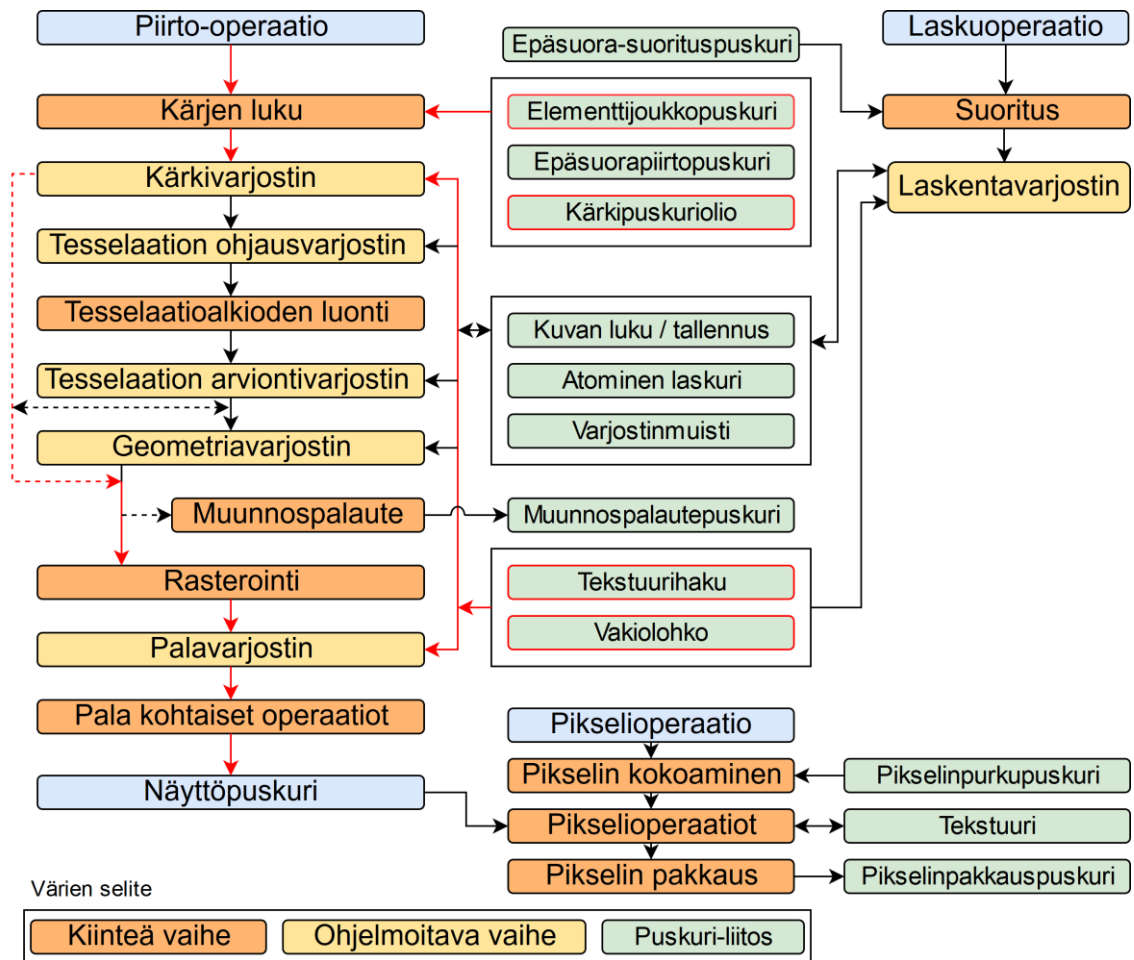 Piirto-operaatio
Epäsuora-suorituspuskuri
Laskuoperaatio
Kärjen luku
Elementtijoukkopuskuri
Suoritus
Epäsuorapiirtopuskuri
Kärkivarjostin
Laskentavarjostin
Kärkipuskuriolio
Tesselaation ohjausvarjostin
Tesselaatioalkioden luonti
Kuvan luku / tallennus
Tesselaation arviontivarjostin
Atominen laskuri
Varjostinmuisti
Geometriavarjostin
Muunnospalaute
Muunnospalautepuskuri
Rasterointi
Tekstuurihaku
Vakiolohko
Palavarjostin
Pala kohtaiset operaatiot
Pikselioperaatio
Pikselin kokoaminen
Pikselinpurkupuskuri
Näyttöpuskuri
Pikselioperaatiot
Tekstuuri
Pikselin pakkaus
Pikselinpakkauspuskuri
Värien selite
Kiinteä vaihe
Ohjelmoitava vaihe
Puskuri-liitos